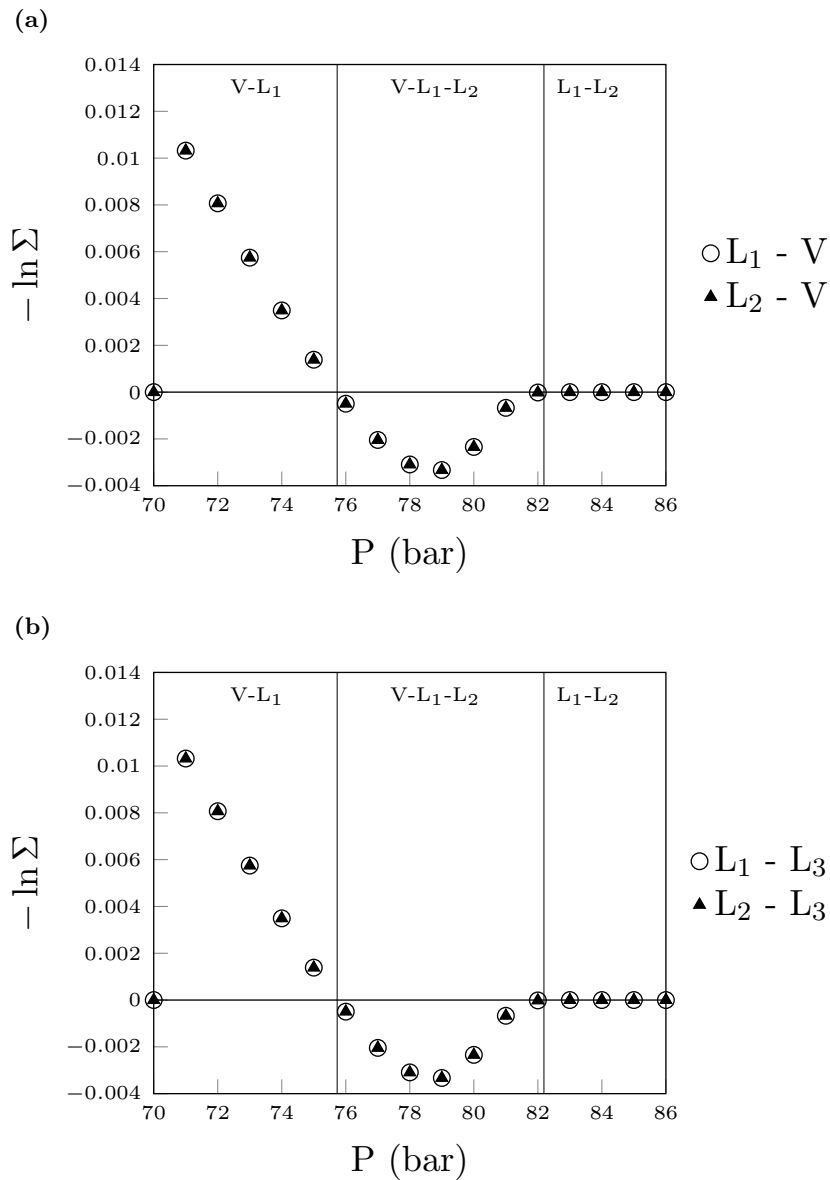 (a)
0.014
0.012
0.01
0.008
0.006
0.004
0.002
0
−0.002
−0.004
− ln Σ
V-L₁
V-L₁-L₂
L₁-L₂
70 72 74 76 78 80 82 84 86
P (bar)
L₁ - V
L₂ - V
(b)
0.014
0.012
0.01
0.008
0.006
0.004
0.002
0
−0.002
−0.004
− ln Σ
V-L₁
V-L₁-L₂
L₁-L₂
70 72 74 76 78 80 82 84 86
P (bar)
L₁ - L₃
L₂ - L₃